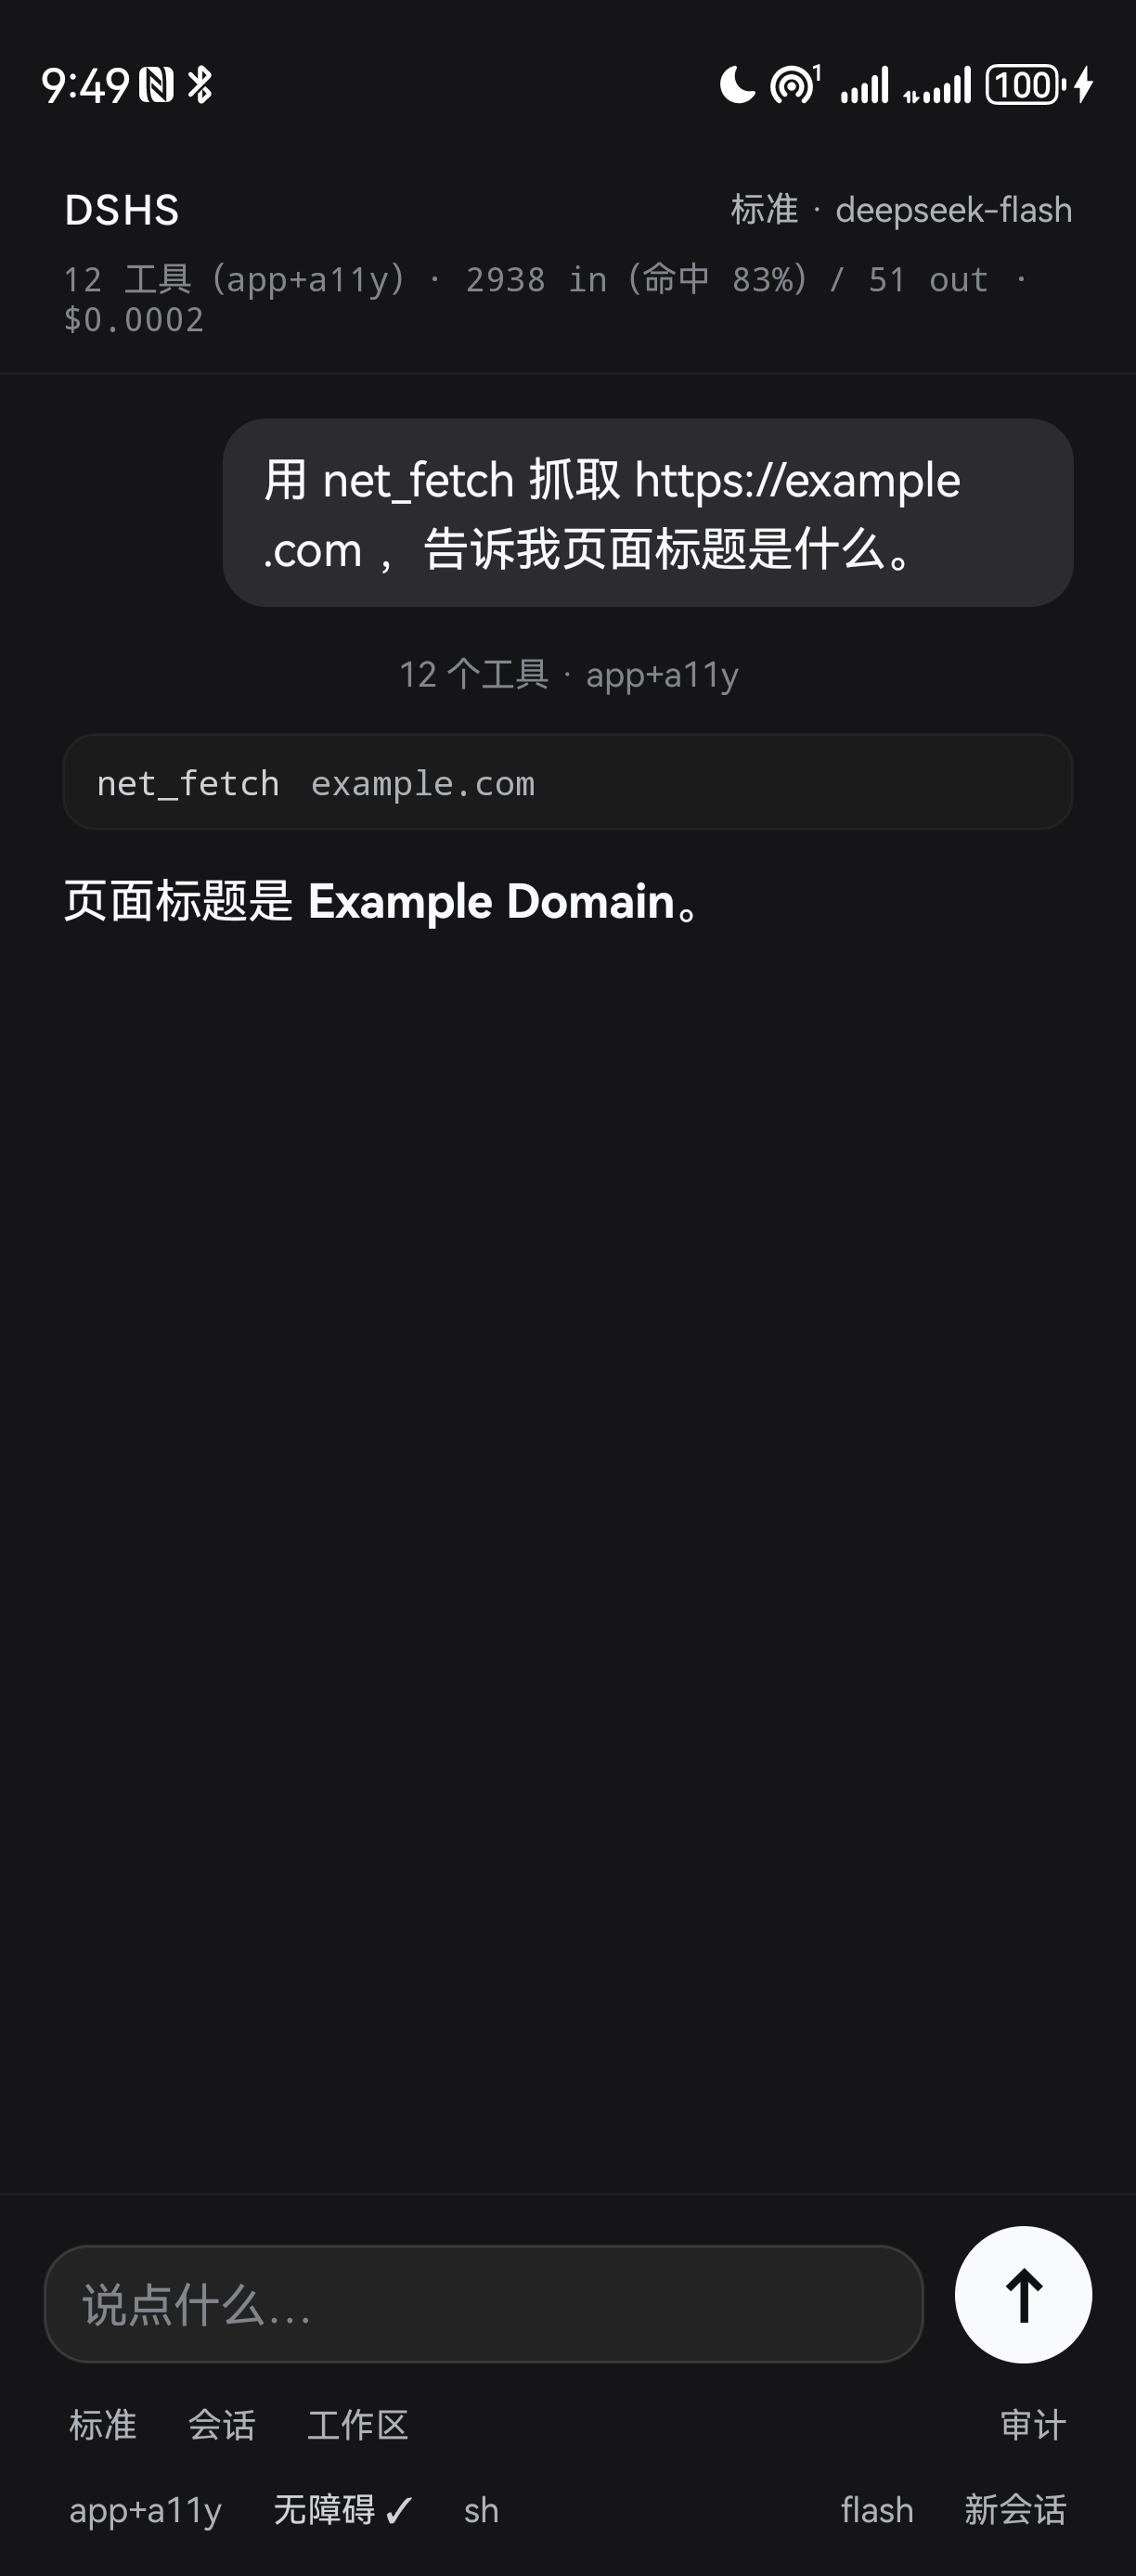 9:49
1
100
DSHS
标准 · deepseek-flash
12 工具 (app+a11y) · 2938 in (命中 83%) / 51 out ·
$0.0002
用 net_fetch 抓取 https://example
.com ，告诉我页面标题是什么。
12 个工具 · app+a11y
net_fetch example.com
页面标题是 Example Domain。
说点什么…
标准 会话 工作区 审计
app+a11y 无障碍 ✓ sh flash 新会话